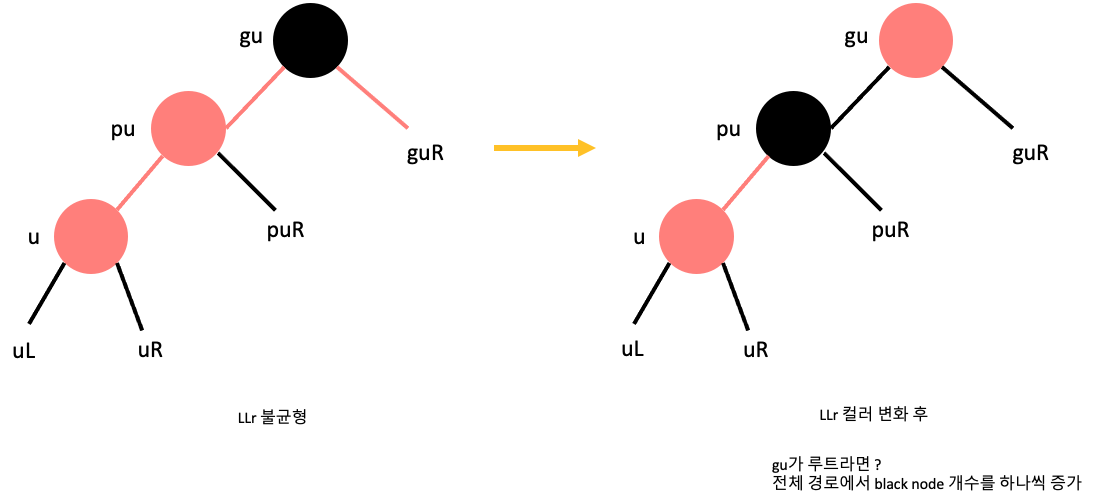 gu
pu
guR
u
puR
uL
uR
LLr 불균형
gu
pu
guR
u
puR
uL
uR
LLr 컬러 변화 후
gu가 루트라면 ?
전체 경로에서 black node 개수를 하나씩 증가